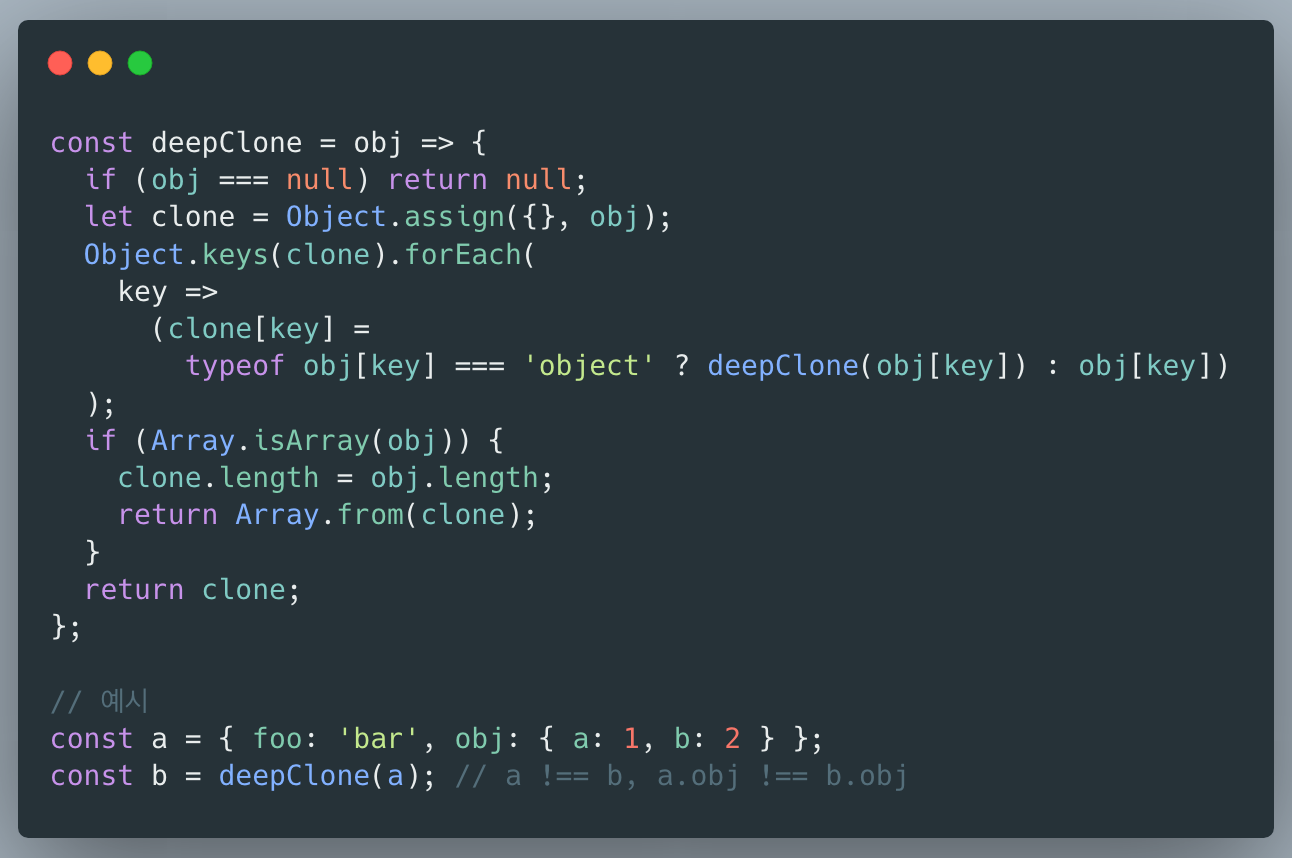 const deepClone = obj => {
  if (obj === null) return null;
  let clone = Object.assign({}, obj);
  Object.keys(clone).forEach(
    key =>
      (clone[key] =
        typeof obj[key] === 'object' ? deepClone(obj[key]) : obj[key])
  );
  if (Array.isArray(obj)) {
    clone.length = obj.length;
    return Array.from(clone);
  }
  return clone;
};

// 예시
const a = { foo: 'bar', obj: { a: 1, b: 2 } };
const b = deepClone(a); // a !== b, a.obj !== b.obj